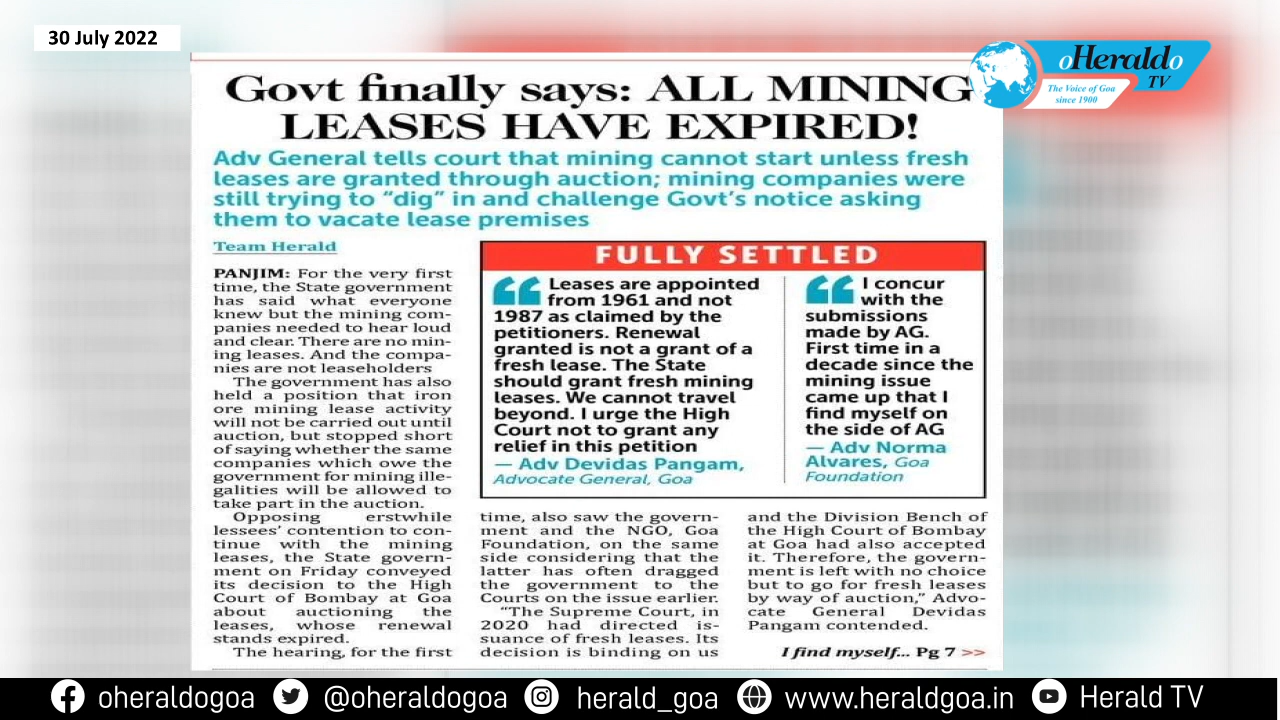 30 July 2022
oHeraldo
TV
The Voice of Goa
since 1900
Govt finally says: ALL MINING
LEASES HAVE EXPIRED!
Adv General tells court that mining cannot start unless fresh
leases are granted through auction; mining companies were
still trying to “dig” in and challenge Govt’s notice asking
them to vacate lease premises
Team Herald
PANJIM: For the very first
time, the State government
has said what everyone
knew but the mining com-
panies needed to hear loud
and clear. There are no min-
ing leases. And the compa-
nies are not leaseholders
The government has also
held a position that iron
ore mining lease activity
will not be carried out until
auction, but stopped short
of saying whether the same
companies which owe the
government for mining ille-
galities will be allowed to
take part in the auction.
Opposing erstwhile
lessees’ contention to con-
tinue with the mining
leases, the State govern-
ment on Friday conveyed
its decision to the High
Court of Bombay at Goa
about auctioning the
leases, whose renewal
stands expired.
The hearing, for the first
FULLY SETTLED
“Leases are appointed
from 1961 and not
1987 as claimed by the
petitioners. Renewal
granted is not a grant of a
fresh lease. The State
should grant fresh mining
leases. We cannot travel
beyond. I urge the High
Court not to grant any
relief in this petition
— Adv Devidas Pangam,
Advocate General, Goa
“I concur
with the
submissions
made by AG.
First time in a
decade since the
mining issue
came up that I
find myself on
the side of AG
— Adv Norma
Alvares, Goa
Foundation
time, also saw the govern-
ment and the NGO, Goa
Foundation, on the same
side considering that the
latter has often dragged
the government to the
Courts on the issue earlier.
“The Supreme Court, in
2020 had directed is-
suance of fresh leases. Its
decision is binding on us
and the Division Bench of
the High Court of Bombay
at Goa had also accepted
it. Therefore, the govern-
ment is left with no choice
but to go for fresh leases
by way of auction,” Advo-
cate General Devidas
Pangam contended.
I find myself... Pg 7 >>
oheraldogoa @oheraldogoa herald_goa www.heraldgoa.in Herald TV